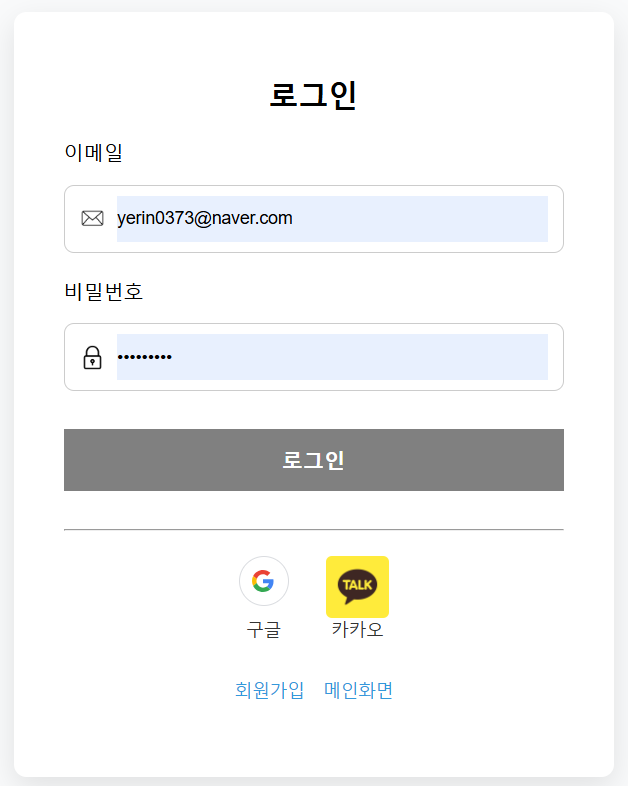 로그인
이메일
yerin0373@naver.com
비밀번호
•••••••••
로그인
TALK
구글 카카오
회원가입 메인화면